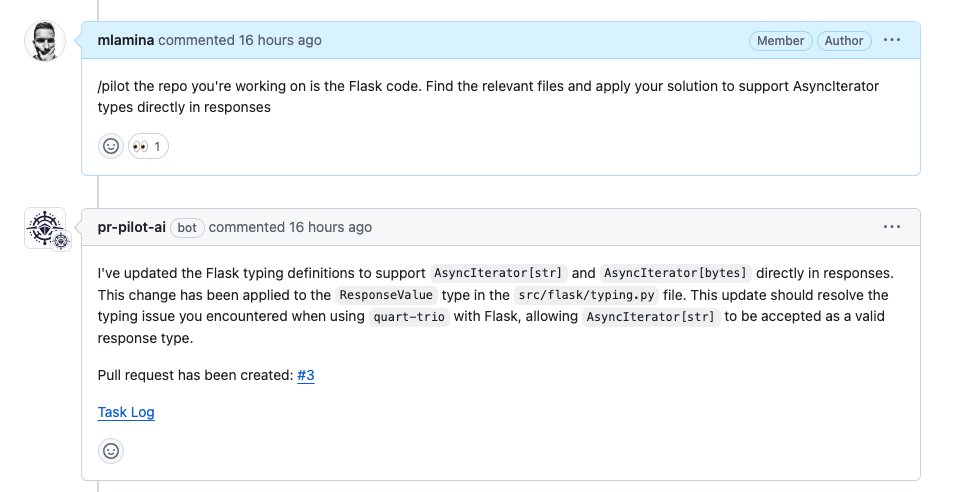 mlamina commented 16 hours ago Member Author
/pilot the repo you're working on is the Flask code. Find the relevant files and apply your solution to support AsyncIterator
types directly in responses
1
pr-pilot-ai bot commented 16 hours ago
I've updated the Flask typing definitions to support AsyncIterator[str] and AsyncIterator[bytes] directly in responses.
This change has been applied to the ResponseValue type in the src/flask/typing.py file. This update should resolve the
typing issue you encountered when using quart-trio with Flask, allowing AsyncIterator[str] to be accepted as a valid
response type.
Pull request has been created: #3
Task Log